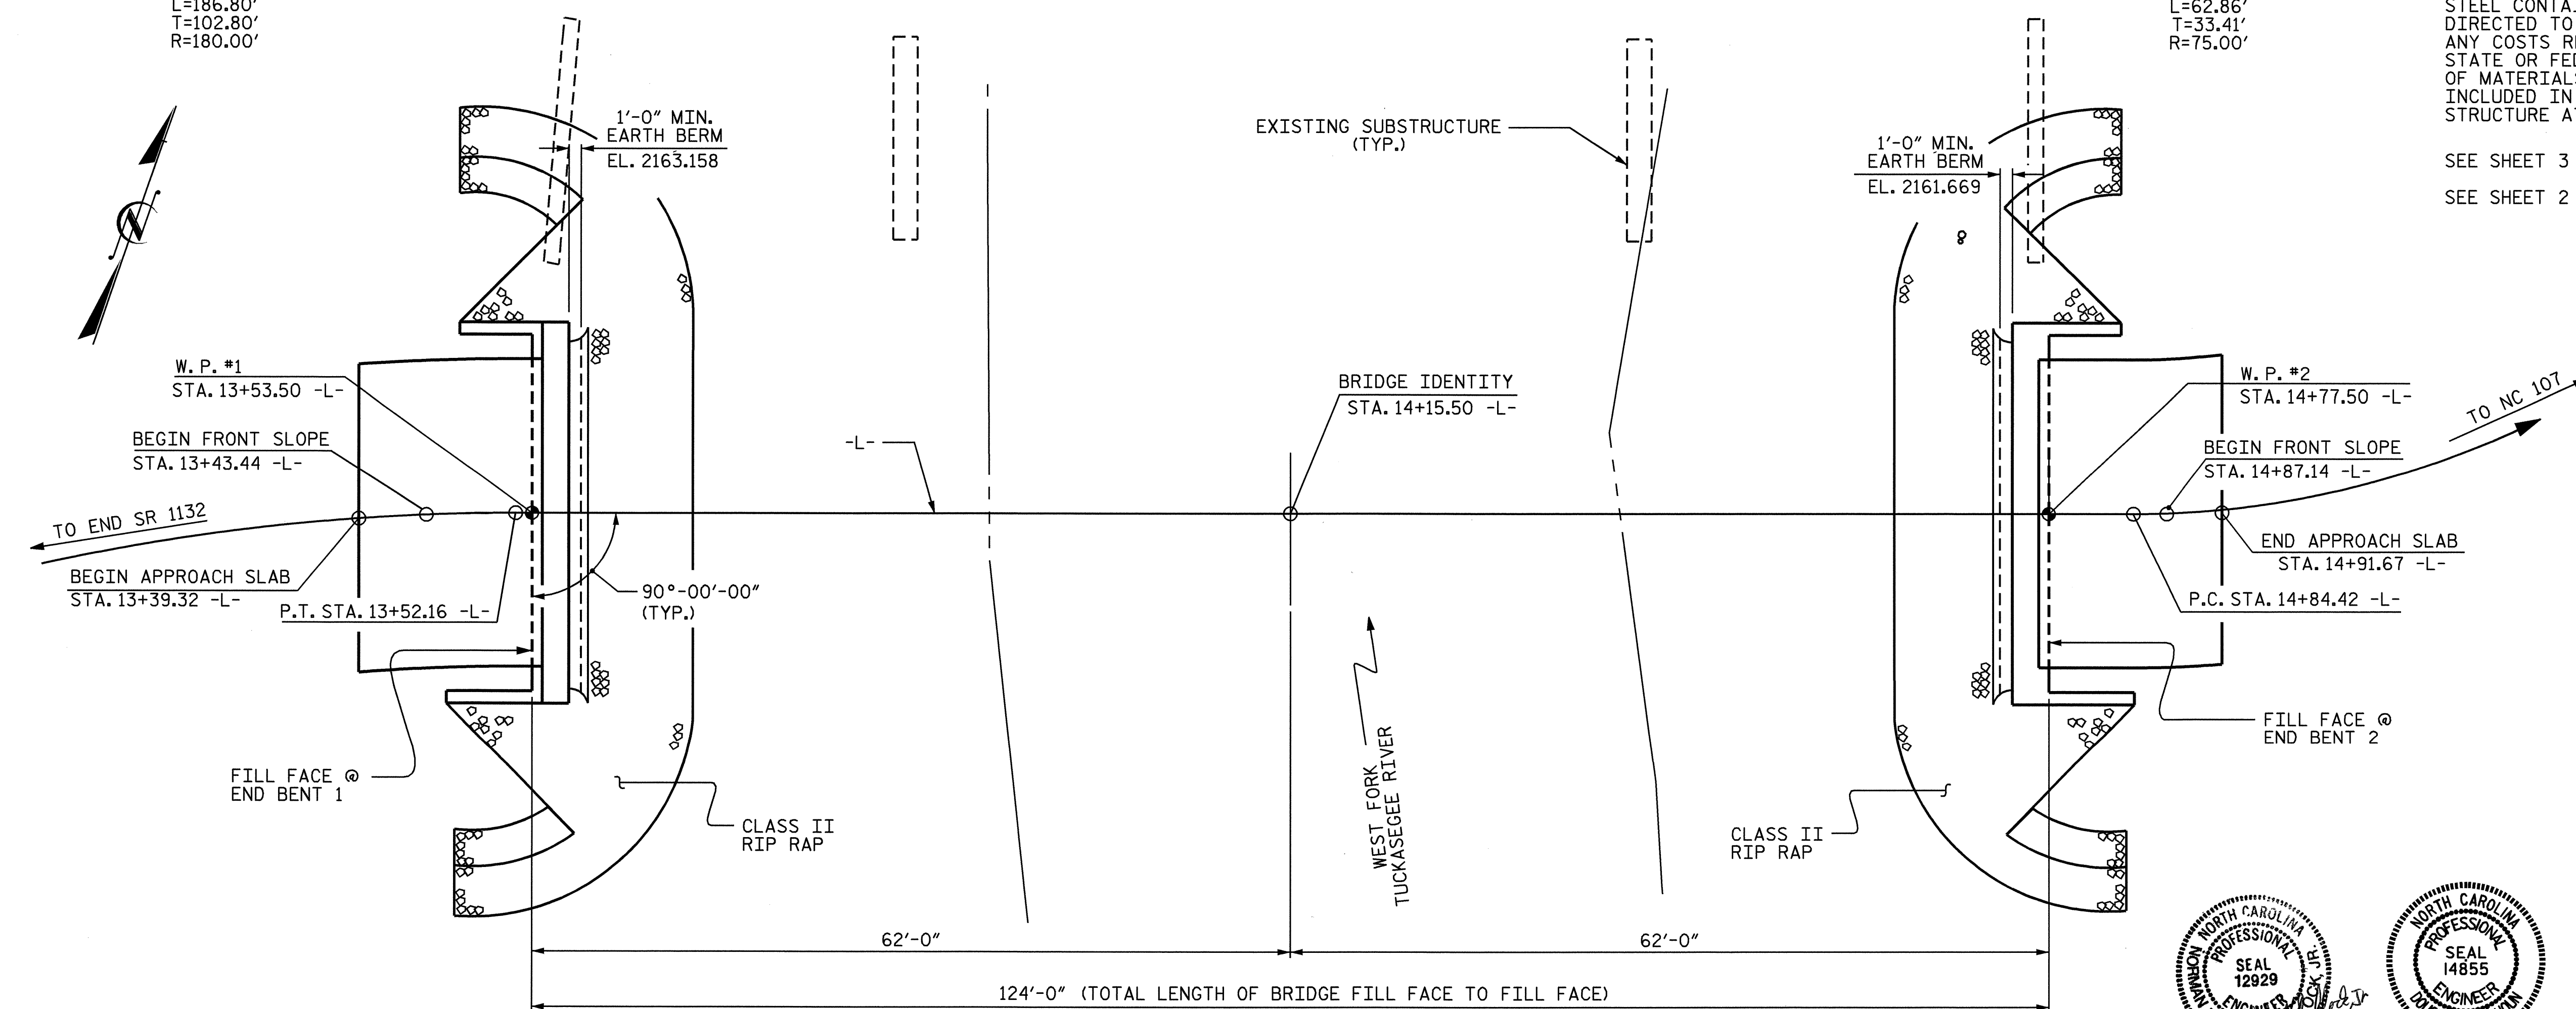 L=186.80'
T=102.80'
R=180.00'
1'-0" MIN.
EARTH BERM
EL. 2163.158
EXISTING SUBSTRUCTURE
(TYP.)
1'-0" MIN.
EARTH BERM
EL. 2161.669
L=62.86'
T=33.41'
R=75.00'
DIRECTED TO
ANY COSTS
STATE OR
OF
INCLUDED IN
STRUCTURE
SEE SHEET 3
SEE SHEET 2
N
W.P. #1
STA. 13+53.50 -L-
BEGIN FRONT SLOPE
STA. 13+43.44 -L-
TO END SR 1132
BEGIN APPROACH SLAB
STA. 13+39.32 -L-
P.T. STA. 13+52.16 -L-
FILL FACE @
END BENT 1
-L-
90°-00'-00"
(TYP.)
BRIDGE IDENTITY
STA. 14+15.50 -L-
W.P. #2
STA. 14+77.50 -L-
TO NC 107
BEGIN FRONT SLOPE
STA. 14+87.14 -L-
END APPROACH SLAB
STA. 14+91.67 -L-
P.C. STA. 14+84.42 -L-
FILL FACE @
END BENT 2
CLASS II
RIP RAP
WEST FORK
TUCKASEGEE RIVER
CLASS II
RIP RAP
62'-0"
62'-0"
124'-0" (TOTAL LENGTH OF BRIDGE FILL FACE TO FILL FACE)
NORTH CAROLINA
PROFESSIONAL
SEAL
12929
ENGINEER
NORMAN
JR.
NORTH CAROLINA
PROFESSIONAL
SEAL
14855
ENGINEER